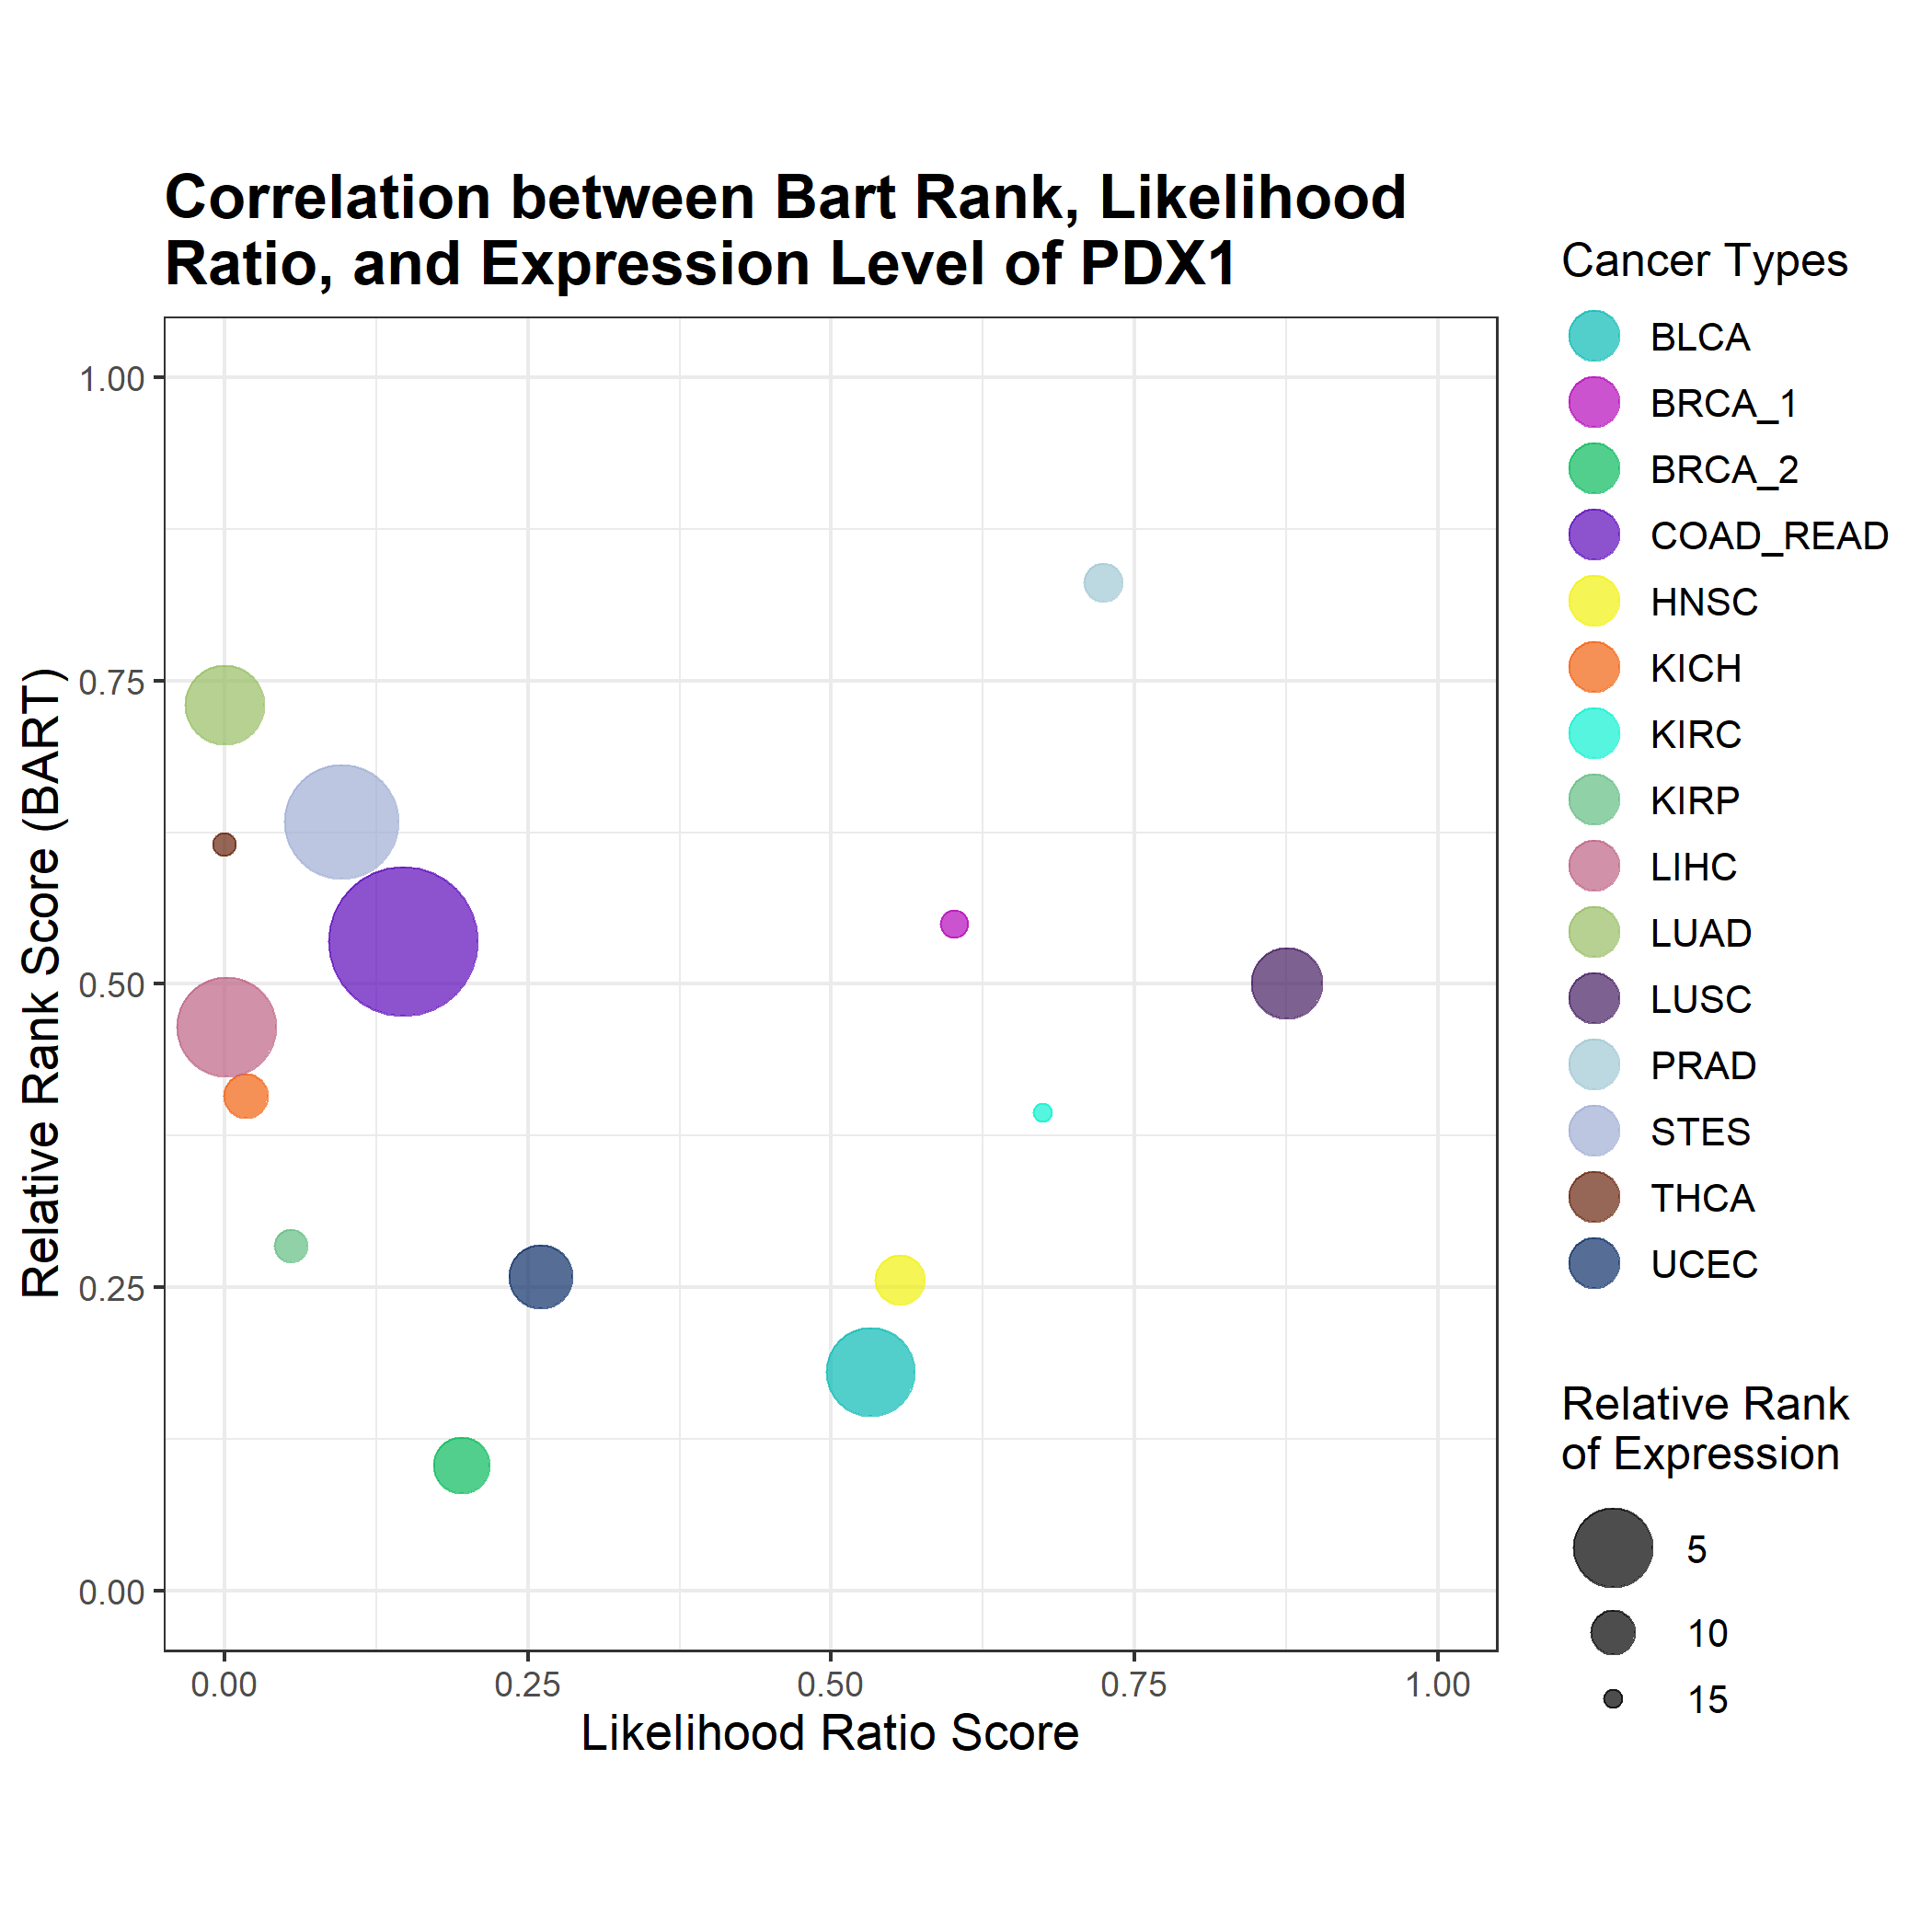 Correlation between Bart Rank, Likelihood
Ratio, and Expression Level of PDX1
Relative Rank Score (BART)
1.00
0.75
0.50
0.25
0.00
0.00 0.25 0.50 0.75 1.00
Likelihood Ratio Score
Cancer Types
BLCA
BRCA_1
BRCA_2
COAD_READ
HNSC
KICH
KIRC
KIRP
LIHC
LUAD
LUSC
PRAD
STES
THCA
UCEC
Relative Rank
of Expression
5
10
15